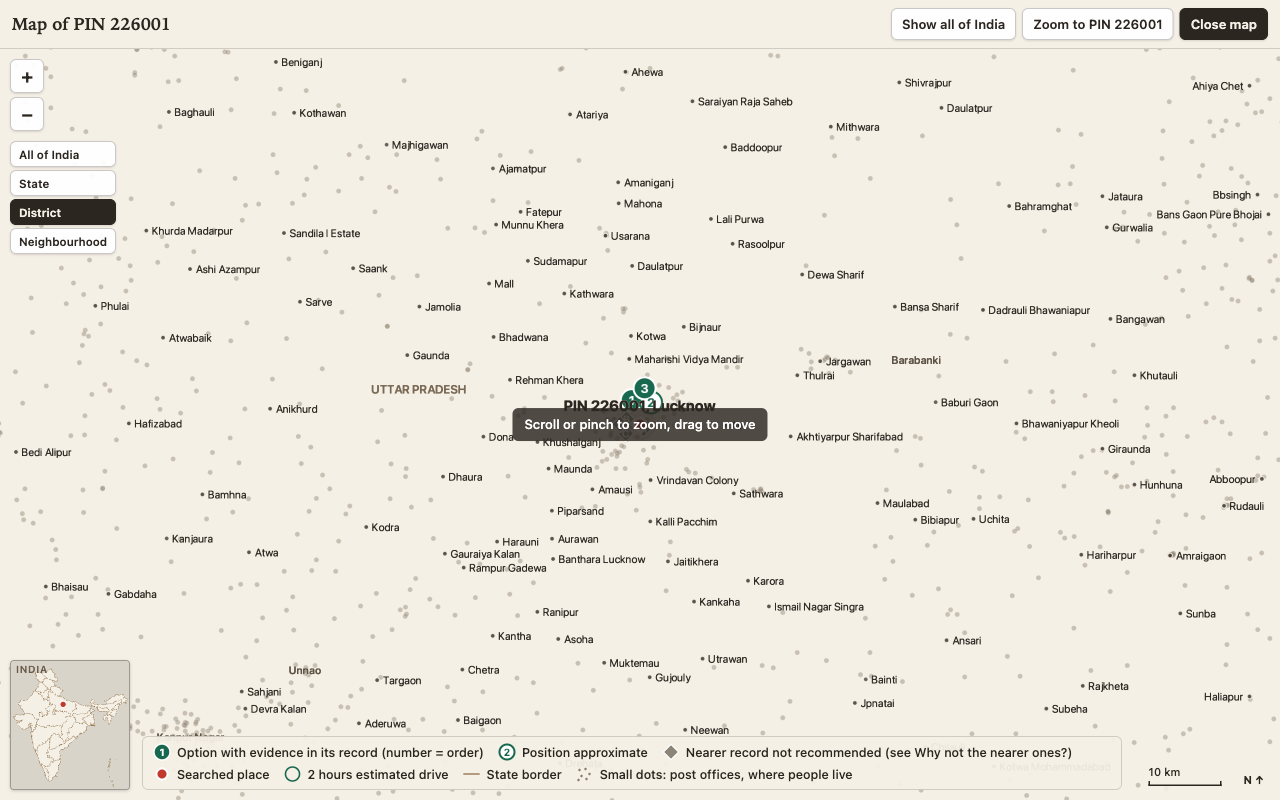 Map of PIN 226001
Show all of India
Zoom to PIN 226001
Close map
+
−
All of India
State
District
Neighbourhood
Beniganj
Ahewa
Shivrajpur
Ahiya Chet
Baghauli
Kothawan
Atariya
Saraiyan Raja Saheb
Daulatpur
Mithwara
Majhigawan
Baddoopur
Ajamatpur
Amaniganj
Mahona
Jataura
Bbsingh
Bahramghat
Bans Gaon Pure Bhojai
Fatepur
Munnu Khera
Lali Purwa
Gurwalia
Khurda Madarpur
Sandila I Estate
Usarana
Rasoolpur
Sudamapur
Daulatpur
Ashi Azampur
Saank
Dewa Sharif
Mall
Kathwara
Phulai
Sarve
Jamolia
Bansa Sharif
Dadrauli Bhawaniapur
Bangawan
Bijnaur
Atwabaik
Bhadwana
Kotwa
Gaunda
Maharishi Vidya Mandir
Jargawan
Barabanki
Rehman Khera
Thulrai
Khutauli
UTTAR PRADESH
3
2
PIN 226001, Lucknow
Baburi Gaon
Anikhurd
Hafizabad
Scroll or pinch to zoom, drag to move
Bhawaniyapur Kheoli
Dona
Khushalganj
Akhtiyarpur Sharifabad
Bedi Alipur
Giraunda
Maunda
Dhaura
Vrindavan Colony
Abboopur
Hunhuna
Bamhna
Amausi
Sathwara
Maulabad
Rudauli
Piparsand
Kalli Pacchim
Bibiapur
Uchita
Kodra
Kanjaura
Harauni
Aurawan
Atwa
Gauraiya Kalan
Banthara Lucknow
Jaitikhera
Hariharpur
Amraigaon
Rampur Gadewa
Bhaisau
Gabdaha
Karora
Kankaha
Ismail Nagar Singra
Ranipur
Sunba
Kantha
Asoha
Ansari
Muktemau
Utrawan
Unnao
Chetra
Gujouly
Targaon
Bainti
Rajkheta
Sahjani
Haliapur
Devra Kalan
Jpnatai
Subeha
Aderuwa
Baigaon
Neewan
INDIA
1 Option with evidence in its record (number = order)
2 Position approximate
Nearer record not recommended (see Why not the nearer ones?)
Searched place
2 hours estimated drive
State border
Small dots: post offices, where people live
10 km
N ↑